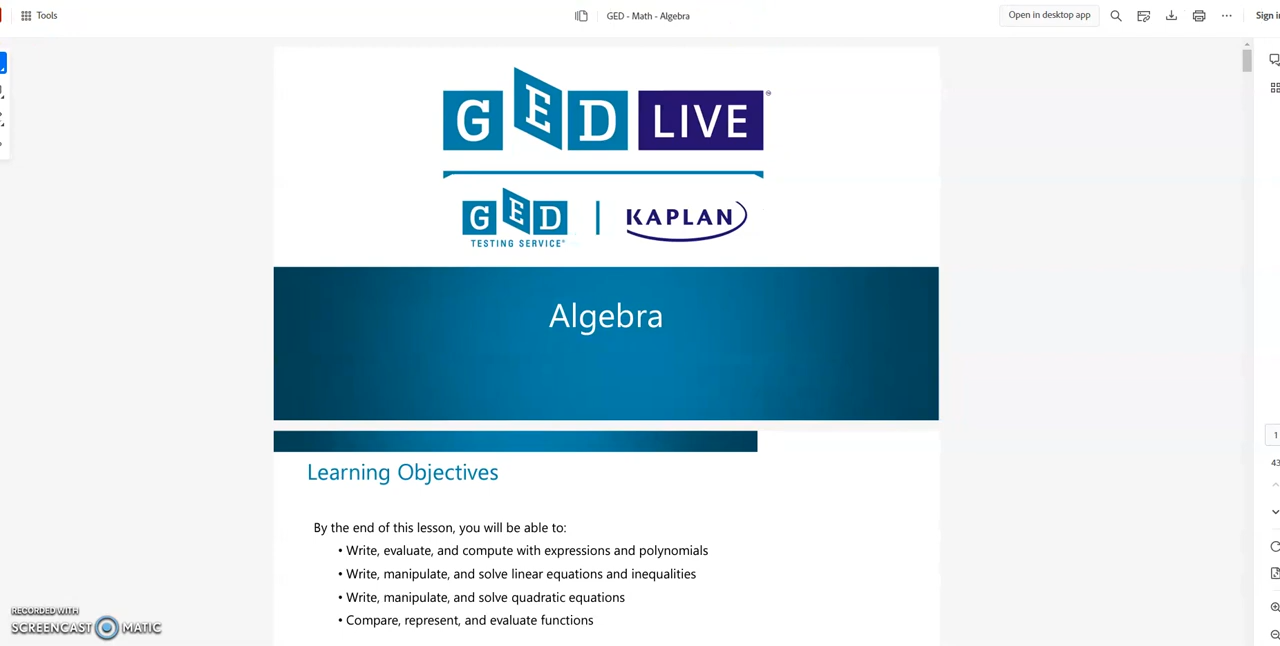 Tools
GED - Math - Algebra
Open in desktop app
GED LIVE
GED
TESTING SERVICE®
KAPLAN
Algebra
Learning Objectives
By the end of this lesson, you will be able to:
• Write, evaluate, and compute with expressions and polynomials
• Write, manipulate, and solve linear equations and inequalities
• Write, manipulate, and solve quadratic equations
• Compare, represent, and evaluate functions
1
43
RECORDED WITH
SCREENCAST MATIC